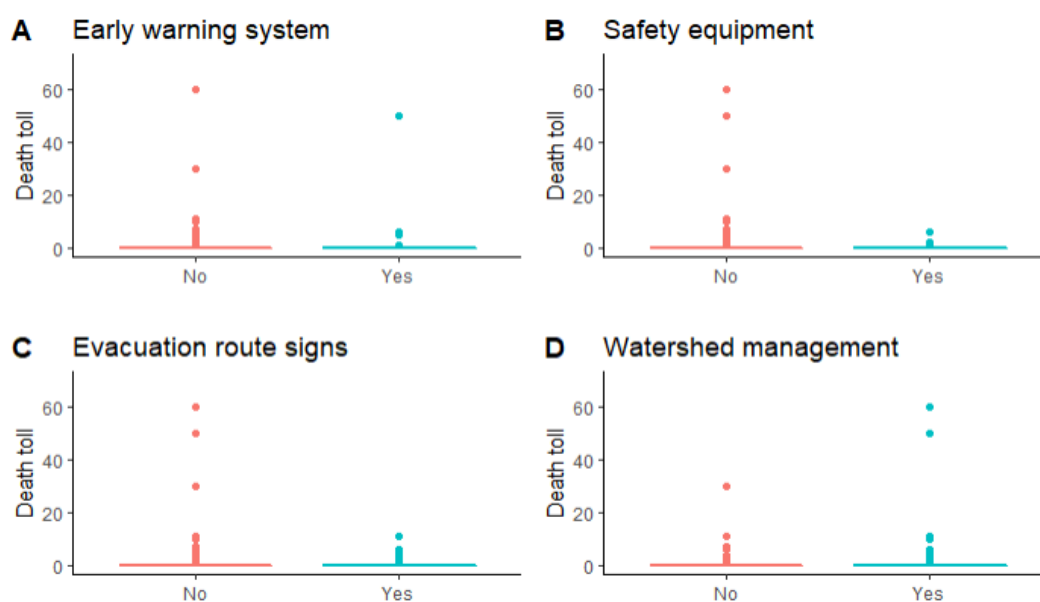 A Early warning system
Death toll
60
40
20
0
No Yes
B Safety equipment
Death toll
60
40
20
0
No Yes
C Evacuation route signs
Death toll
60
40
20
0
No Yes
D Watershed management
Death toll
60
40
20
0
No Yes